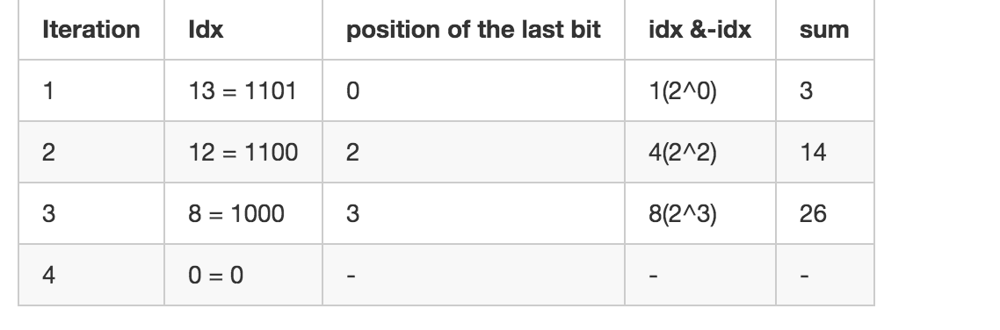 Iteration Idx position of the last bit idx &-idx sum
1 13 = 1101 0 1(2^0) 3
2 12 = 1100 2 4(2^2) 14
3 8 = 1000 3 8(2^3) 26
4 0 = 0 - - -